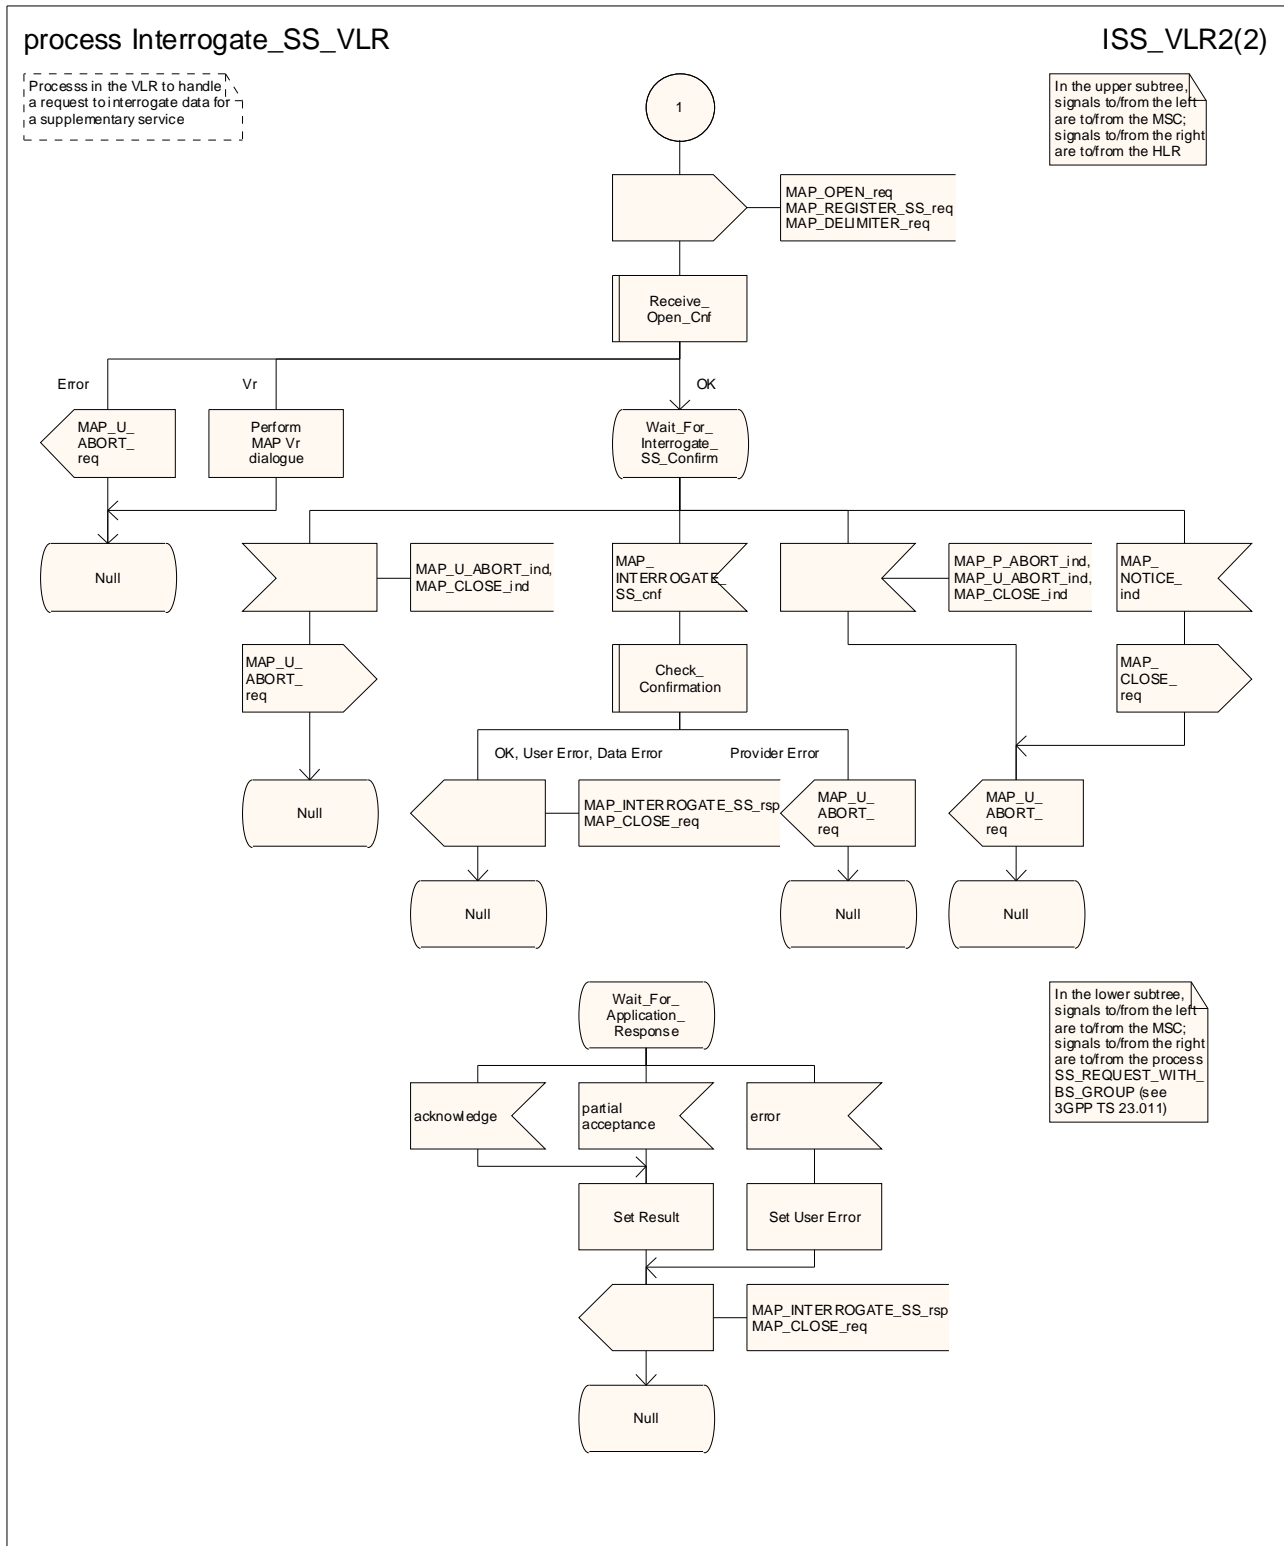 process Interrogate_SS_VLR
ISS_VLR2(2)
Processs in the VLR to handle
a request to interrogate data for
a supplementary service
1
In the upper subtree,
signals to/from the left
are to/from the MSC;
signals to/from the right
are to/from the HLR
MAP_OPEN_req
MAP_REGISTER_SS_req
MAP_DELIMITER_req
Receive_
Open_Cnf
Error
Vr
OK
MAP_U_
ABORT_
req
Perform
MAP Vr
dialogue
Wait_For_
Interrogate_
SS_Confirm
Null
MAP_U_ABORT_ind,
MAP_CLOSE_ind
MAP_
INTERROGATE_
SS_cnf
MAP_P_ABORT_ind,
MAP_U_ABORT_ind,
MAP_CLOSE_ind
MAP_
NOTICE_
ind
MAP_U_
ABORT_
req
Check_
Confirmation
MAP_
CLOSE_
req
OK, User Error, Data Error
Provider Error
Null
MAP_INTERROGATE_SS_rsp
MAP_CLOSE_req
MAP_U_
ABORT_
req
MAP_U_
ABORT_
req
Null
Null
Null
Wait_For_
Application_
Response
In the lower subtree,
signals to/from the left
are to/from the MSC;
signals to/from the right
are to/from the process
SS_REQUEST_WITH_
BS_GROUP (see
3GPP TS 23.011)
acknowledge
partial
acceptance
error
Set Result
Set User Error
MAP_INTERROGATE_SS_rsp
MAP_CLOSE_req
Null